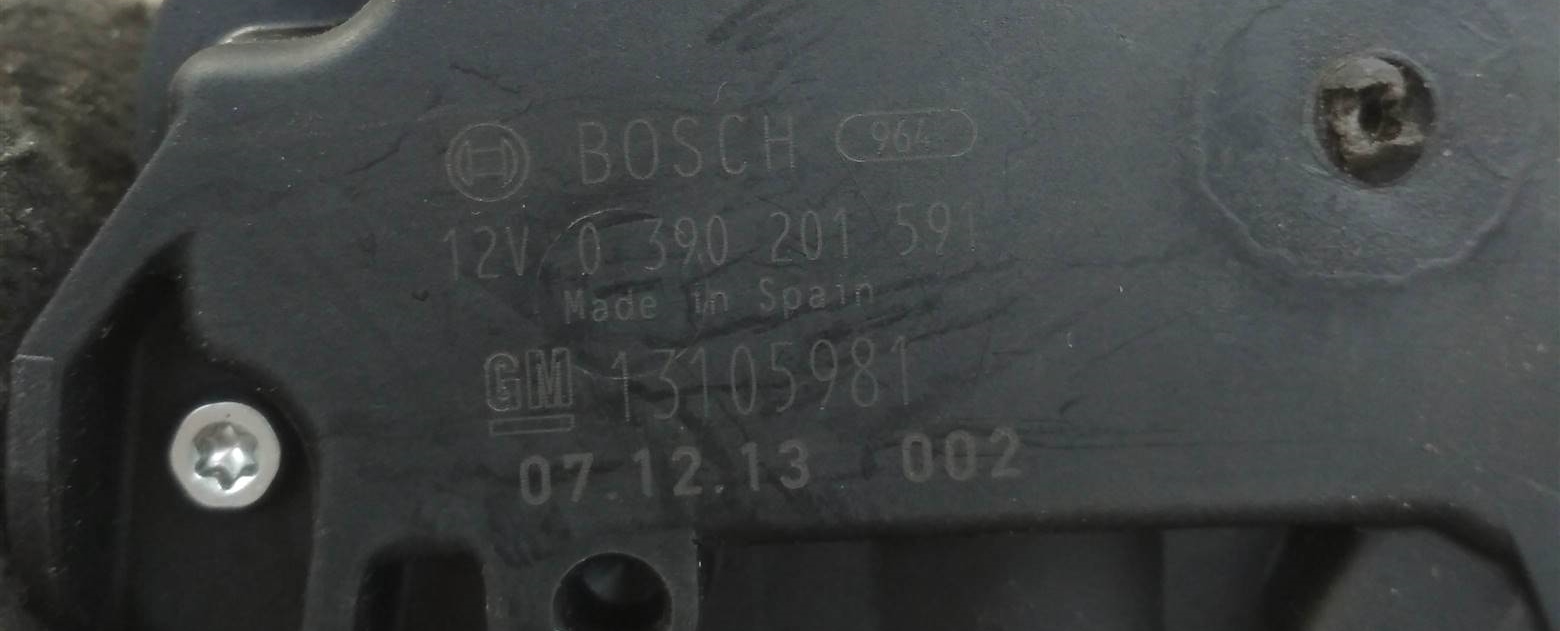 BOSCH 964
12V 0 390 201 591
Made in Spain
GM 13105981
07.12.13 002